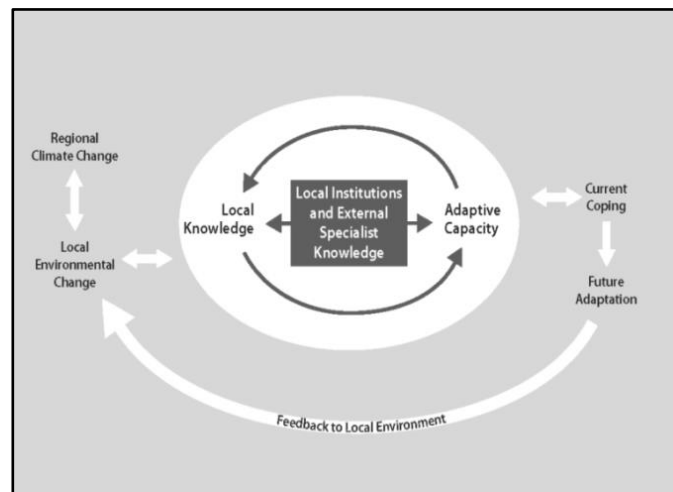 Regional
Climate Change
Local
Environmental
Change
Local
Knowledge
Local Institutions
and External
Specialist
Knowledge
Adaptive
Capacity
Current
Coping
Future
Adaptation
Feedback to Local Environment